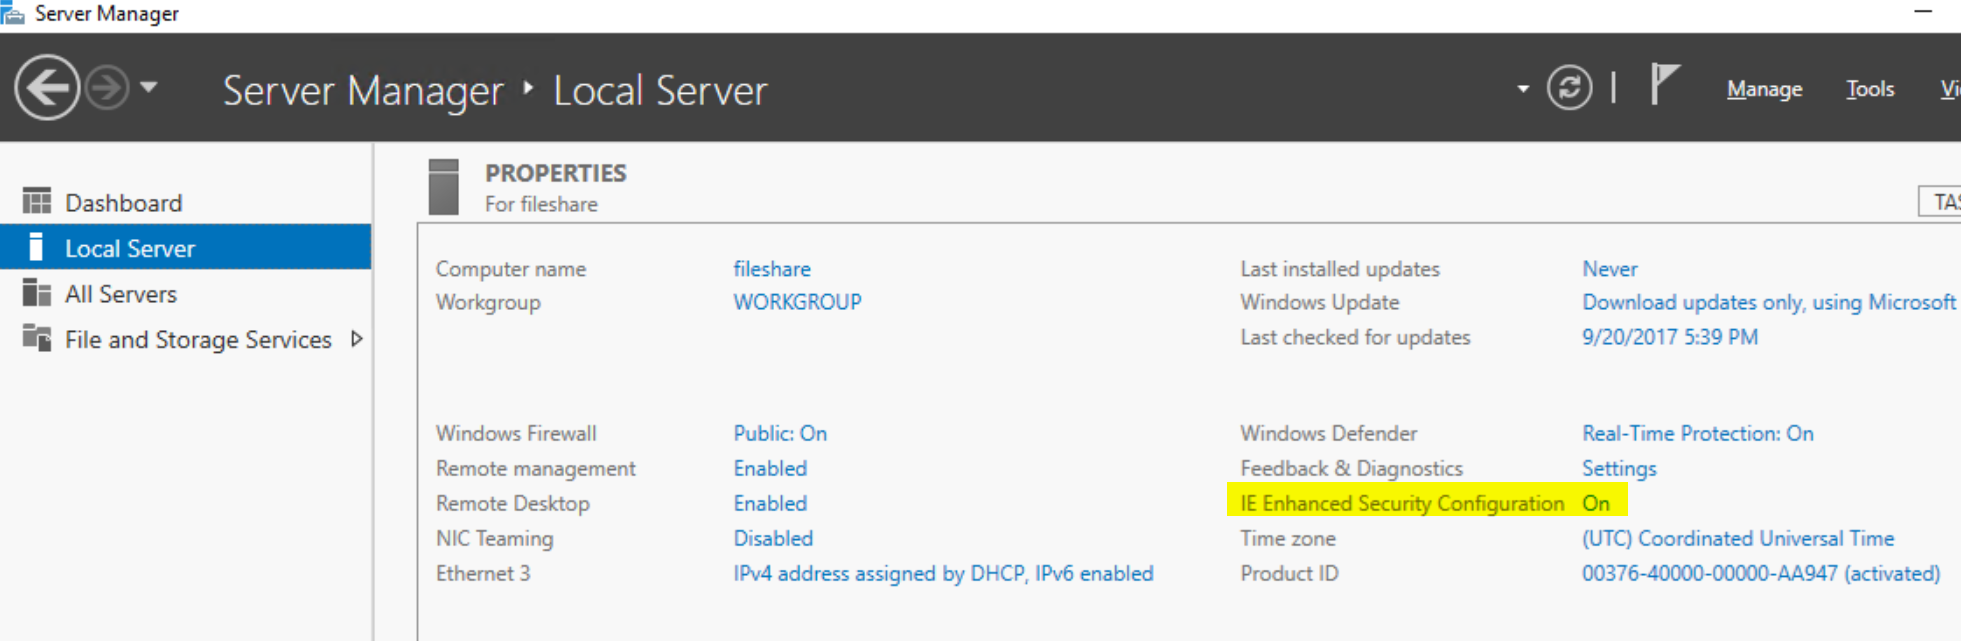 Server Manager
Server Manager Local Server
Manage Tools
Dashboard
Local Server
All Servers
File and Storage Services
PROPERTIES
For fileshare
Computer name fileshare
Workgroup WORKGROUP
Last installed updates Never
Windows Update Download updates only, using Microsoft
Last checked for updates 9/20/2017 5:39 PM
Windows Firewall Public: On
Remote management Enabled
Remote Desktop Enabled
NIC Teaming Disabled
Ethernet 3 IPv4 address assigned by DHCP, IPv6 enabled
Windows Defender Real-Time Protection: On
Feedback & Diagnostics Settings
IE Enhanced Security Configuration On
Time zone (UTC) Coordinated Universal Time
Product ID 00376-40000-00000-AA947 (activated)